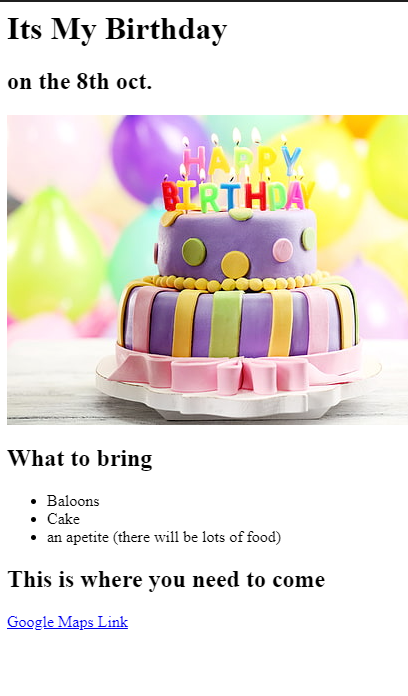 Its My Birthday
on the 8th oct.
HAPPY
BIRTHDAY
What to bring
Baloons
Cake
an apetite (there will be lots of food)
This is where you need to come
Google Maps Link